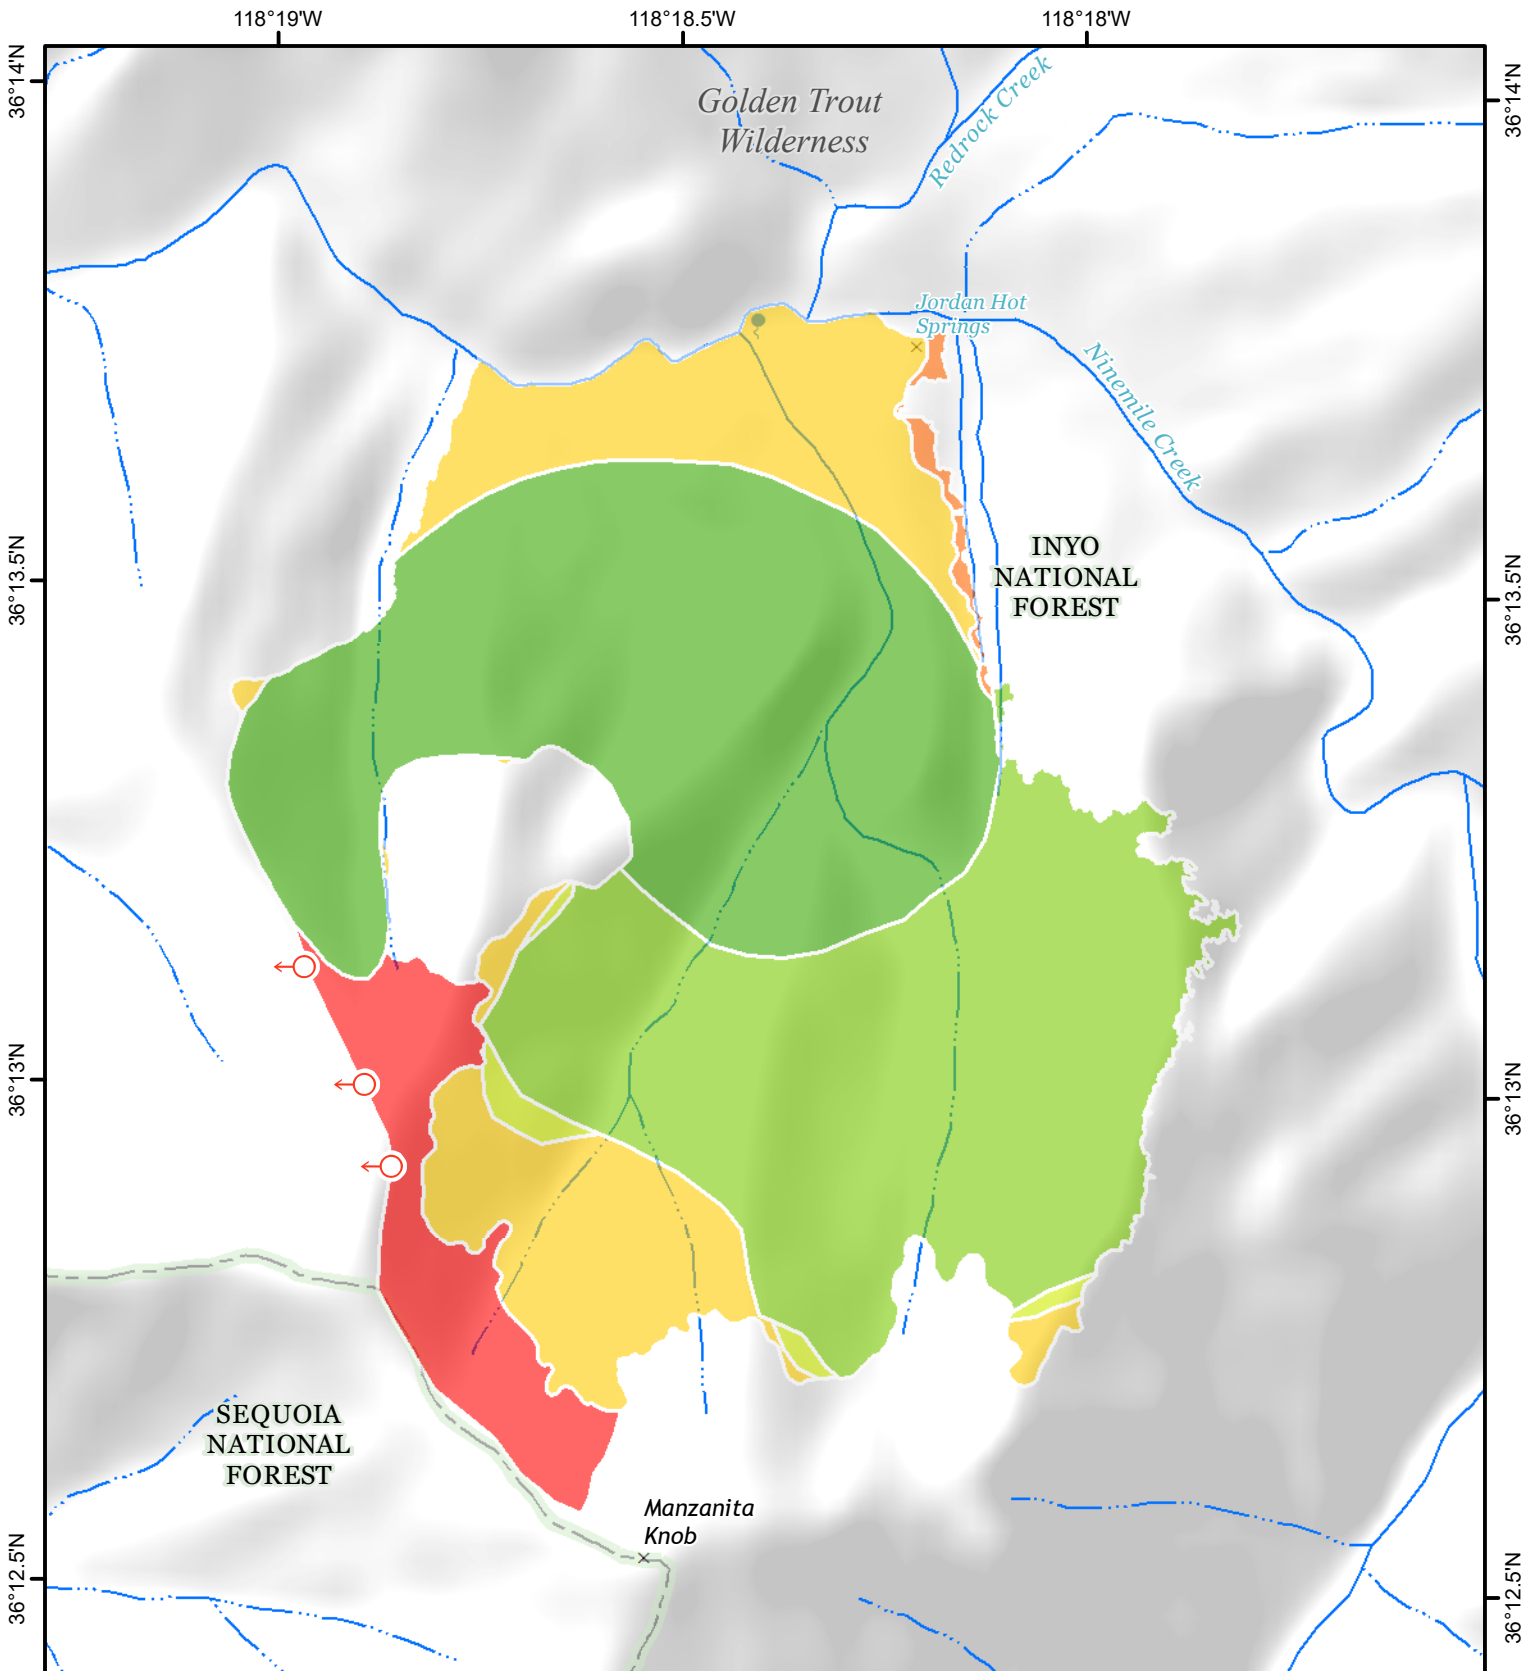 118°19'W
118°18.5'W
118°18'W
36°14'N
36°14'N
Golden Trout
Wilderness
Redrock Creek
Jordan Hot
Springs
Ninemile Creek
36°13.5'N
36°13.5'N
INYO
NATIONAL
FOREST
36°13'N
36°13'N
SEQUOIA
NATIONAL
FOREST
Manzanita
Knob
36°12.5'N
36°12.5'N